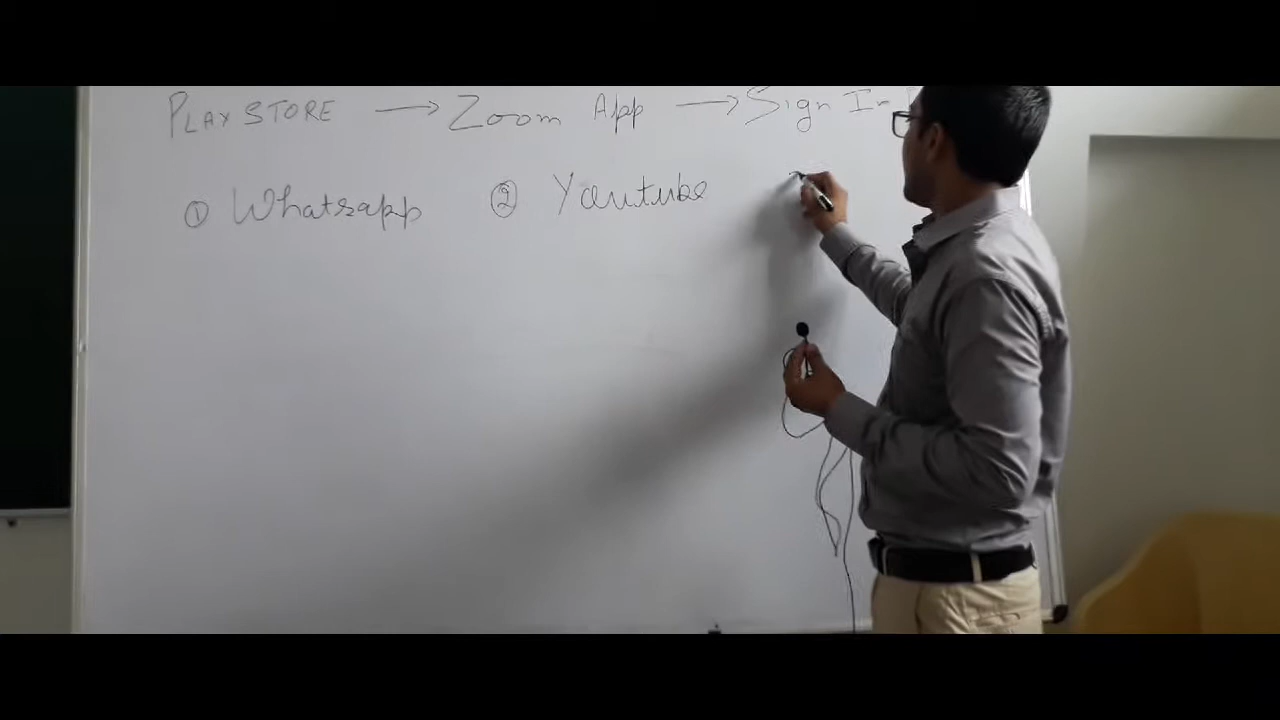 PLAY STORE → Zoom App → Sign In
① Whatsapp ② Youtube